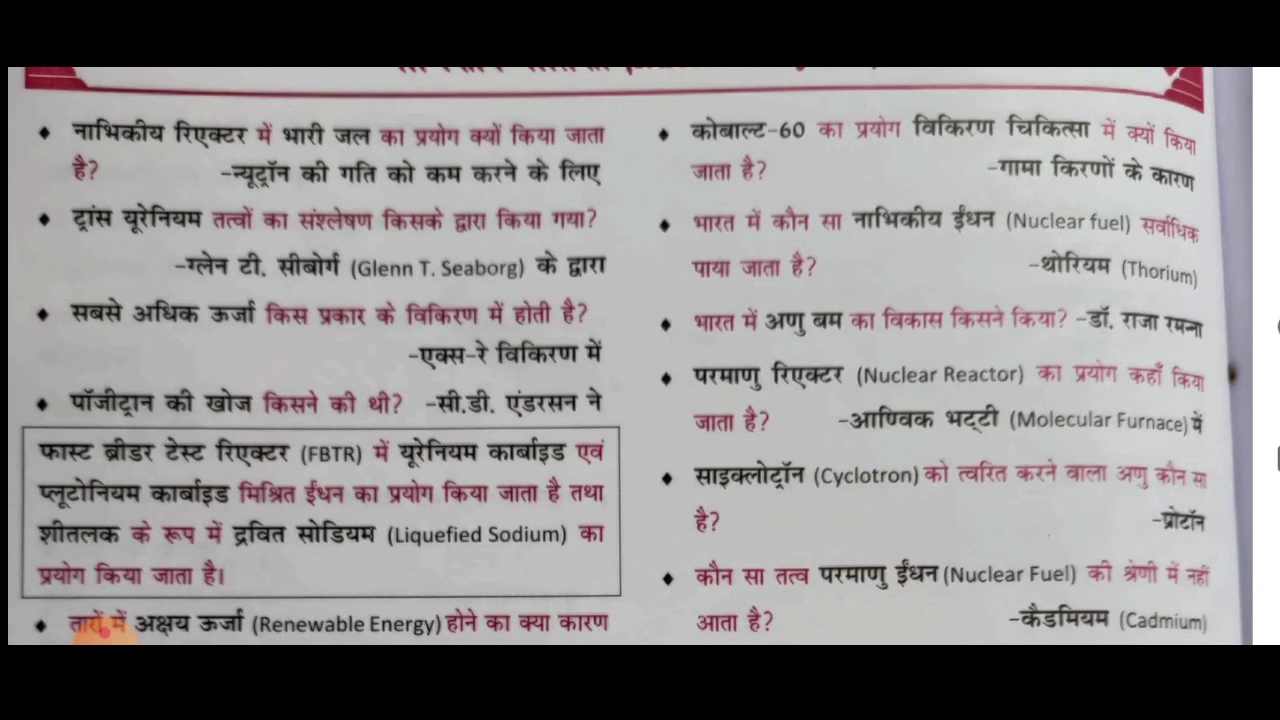 ♦ नाभिकीय रिएक्टर में भारी जल का प्रयोग क्यों किया जाता
है? -न्यूट्रॉन की गति को कम करने के लिए
♦ ट्रांस यूरेनियम तत्वों का संश्लेषण किसके द्वारा किया गया?
-ग्लेन टी. सीबोर्ग (Glenn T. Seaborg) के द्वारा
♦ सबसे अधिक ऊर्जा किस प्रकार के विकिरण में होती है?
-एक्स-रे विकिरण में
♦ पॉजीट्रान की खोज किसने की थी? -सी.डी. एंडरसन ने
फास्ट ब्रीडर टेस्ट रिएक्टर (FBTR) में यूरेनियम कार्बाइड एवं
प्लूटोनियम कार्बाइड मिश्रित ईंधन का प्रयोग किया जाता है तथा
शीतलक के रूप में द्रवित सोडियम (Liquefied Sodium) का
प्रयोग किया जाता है।
♦ तारों में अक्षय ऊर्जा (Renewable Energy) होने का क्या कारण
♦ कोबाल्ट-60 का प्रयोग विकिरण चिकित्सा में क्यों किया
जाता है? -गामा किरणों के कारण
♦ भारत में कौन सा नाभिकीय ईंधन (Nuclear fuel) सर्वाधिक
पाया जाता है? -थोरियम (Thorium)
♦ भारत में अणु बम का विकास किसने किया? -डॉ. राजा रमन्ना
♦ परमाणु रिएक्टर (Nuclear Reactor) का प्रयोग कहाँ किया
जाता है? -आण्विक भट्टी (Molecular Furnace) में
♦ साइक्लोट्रॉन (Cyclotron) को त्वरित करने वाला अणु कौन सा
है? -प्रोटॉन
♦ कौन सा तत्व परमाणु ईंधन (Nuclear Fuel) की श्रेणी में नहीं
आता है? -कैडमियम (Cadmium)